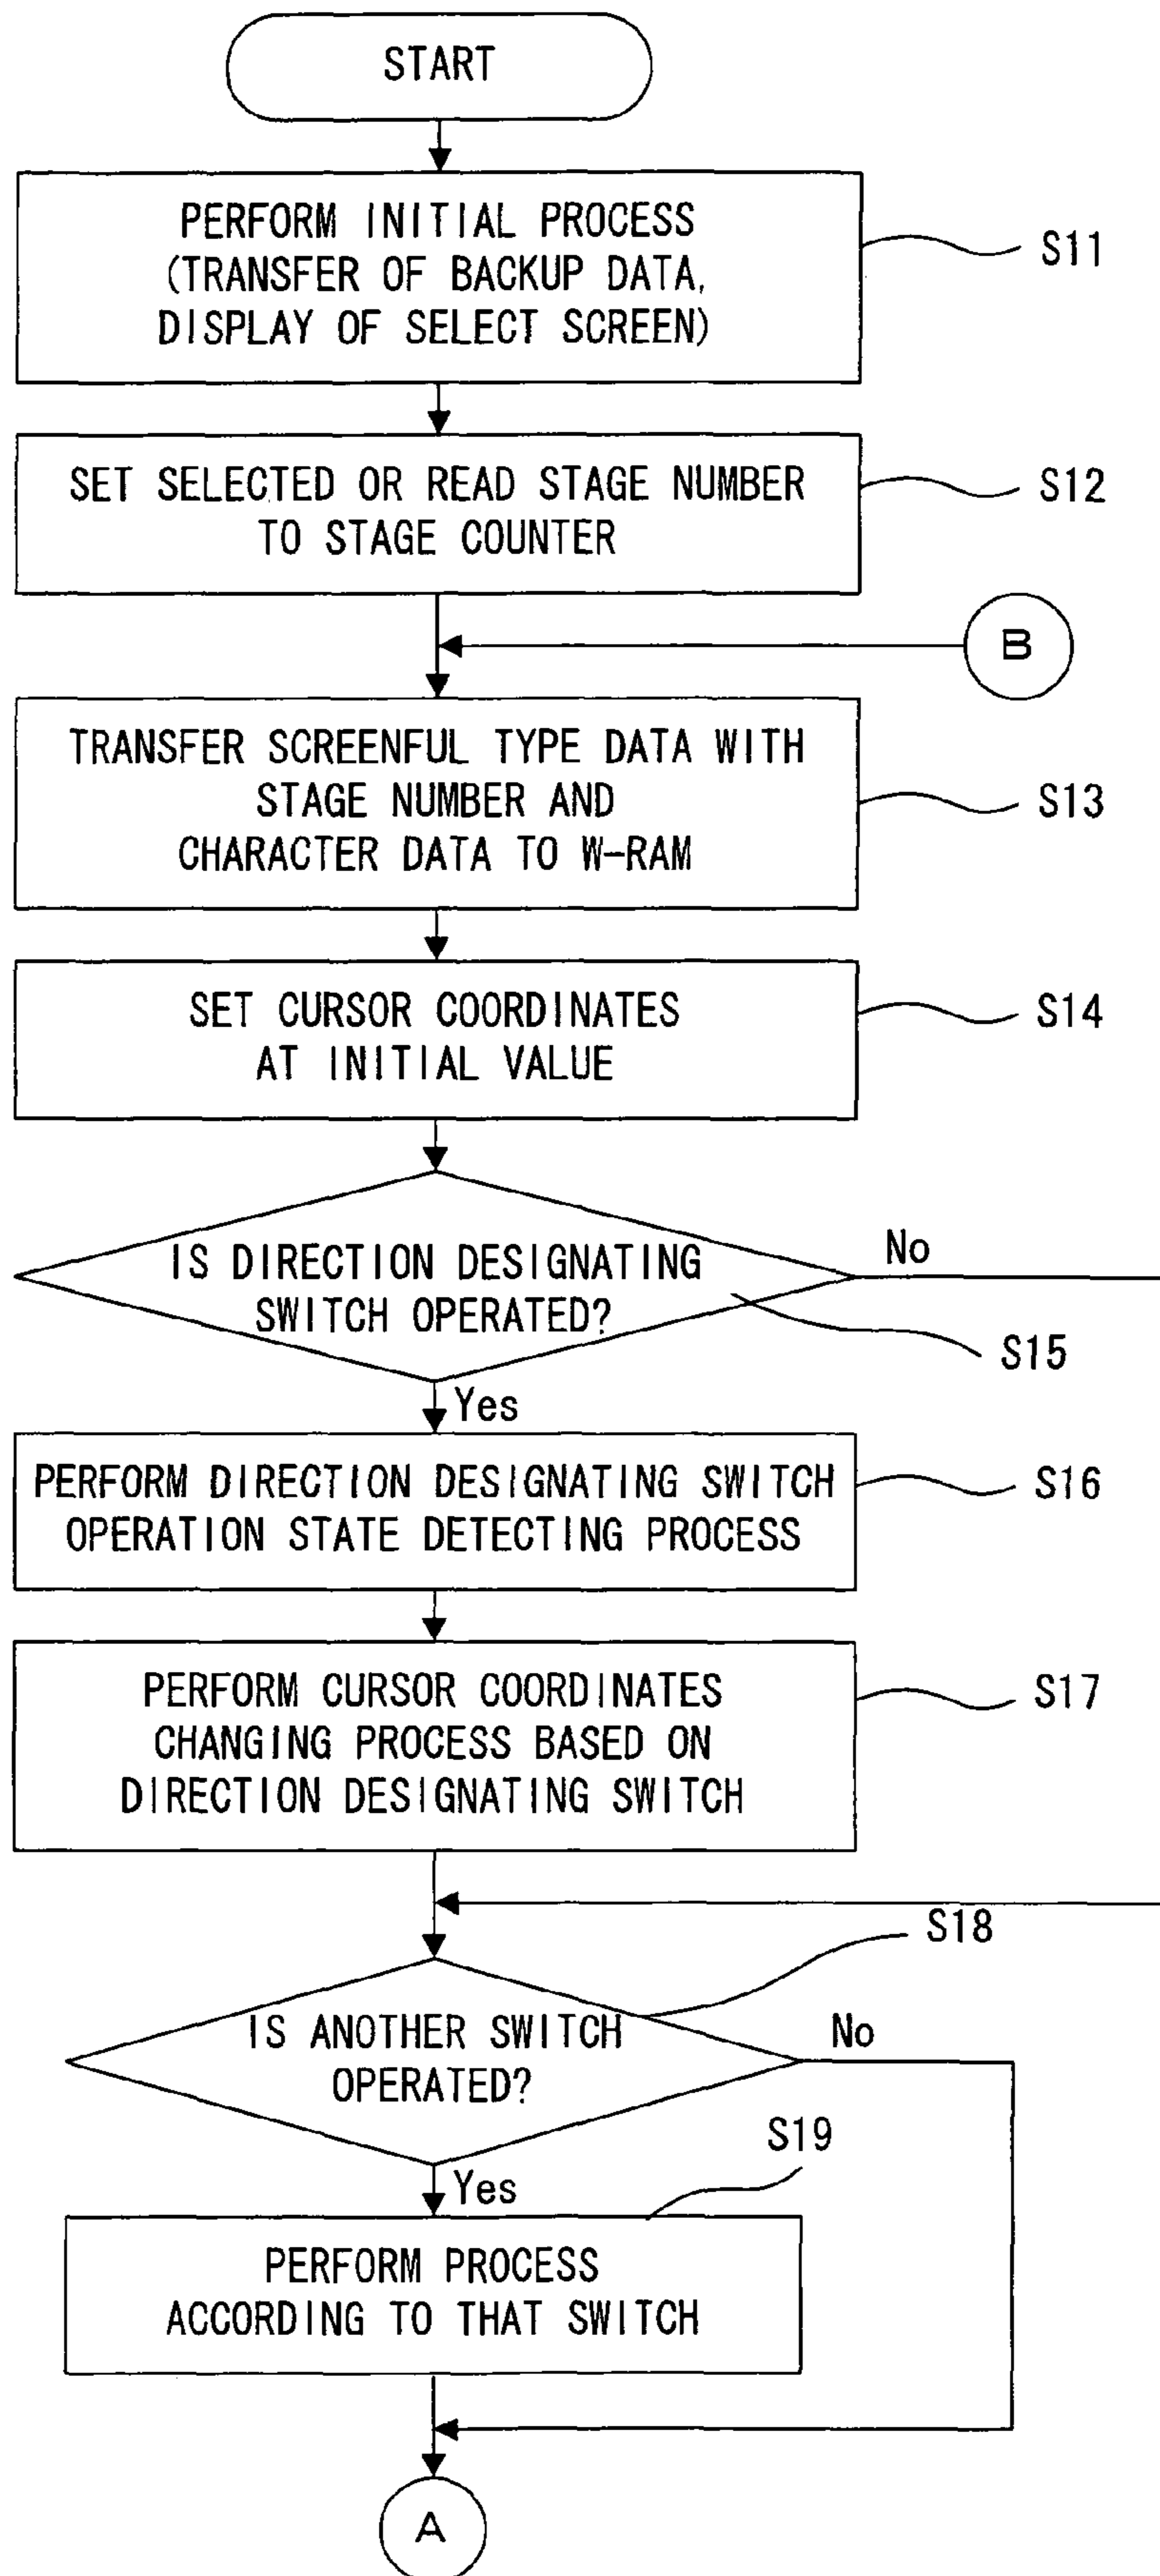 START
PERFORM INITIAL PROCESS
(TRANSFER OF BACKUP DATA,
DISPLAY OF SELECT SCREEN)
S11
SET SELECTED OR READ STAGE NUMBER
TO STAGE COUNTER
S12
B
TRANSFER SCREENFUL TYPE DATA WITH
STAGE NUMBER AND
CHARACTER DATA TO W-RAM
S13
SET CURSOR COORDINATES
AT INITIAL VALUE
S14
IS DIRECTION DESIGNATING
SWITCH OPERATED?
No
S15
Yes
PERFORM DIRECTION DESIGNATING SWITCH
OPERATION STATE DETECTING PROCESS
S16
PERFORM CURSOR COORDINATES
CHANGING PROCESS BASED ON
DIRECTION DESIGNATING SWITCH
S17
S18
IS ANOTHER SWITCH
OPERATED?
No
S19
Yes
PERFORM PROCESS
ACCORDING TO THAT SWITCH
A